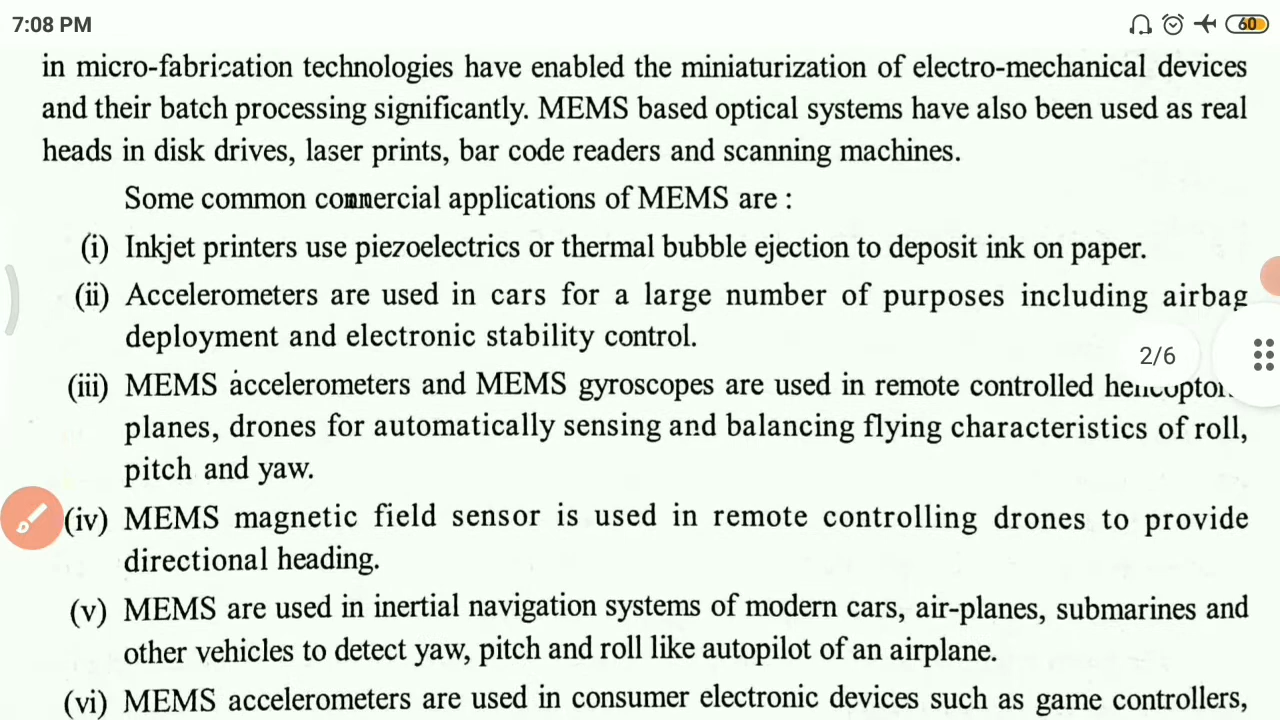 7:08 PM
60
in micro-fabrication technologies have enabled the miniaturization of electro-mechanical devices
and their batch processing significantly. MEMS based optical systems have also been used as real
heads in disk drives, laser prints, bar code readers and scanning machines.
Some common commercial applications of MEMS are :
(i) Inkjet printers use piezoelectrics or thermal bubble ejection to deposit ink on paper.
(ii) Accelerometers are used in cars for a large number of purposes including airbag
deployment and electronic stability control.
2/6
(iii) MEMS accelerometers and MEMS gyroscopes are used in remote controlled
planes, drones for automatically sensing and balancing flying characteristics of roll,
pitch and yaw.
(iv) MEMS magnetic field sensor is used in remote controlling drones to provide
directional heading.
(v) MEMS are used in inertial navigation systems of modern cars, air-planes, submarines and
other vehicles to detect yaw, pitch and roll like autopilot of an airplane.
(vi) MEMS accelerometers are used in consumer electronic devices such as game controllers,